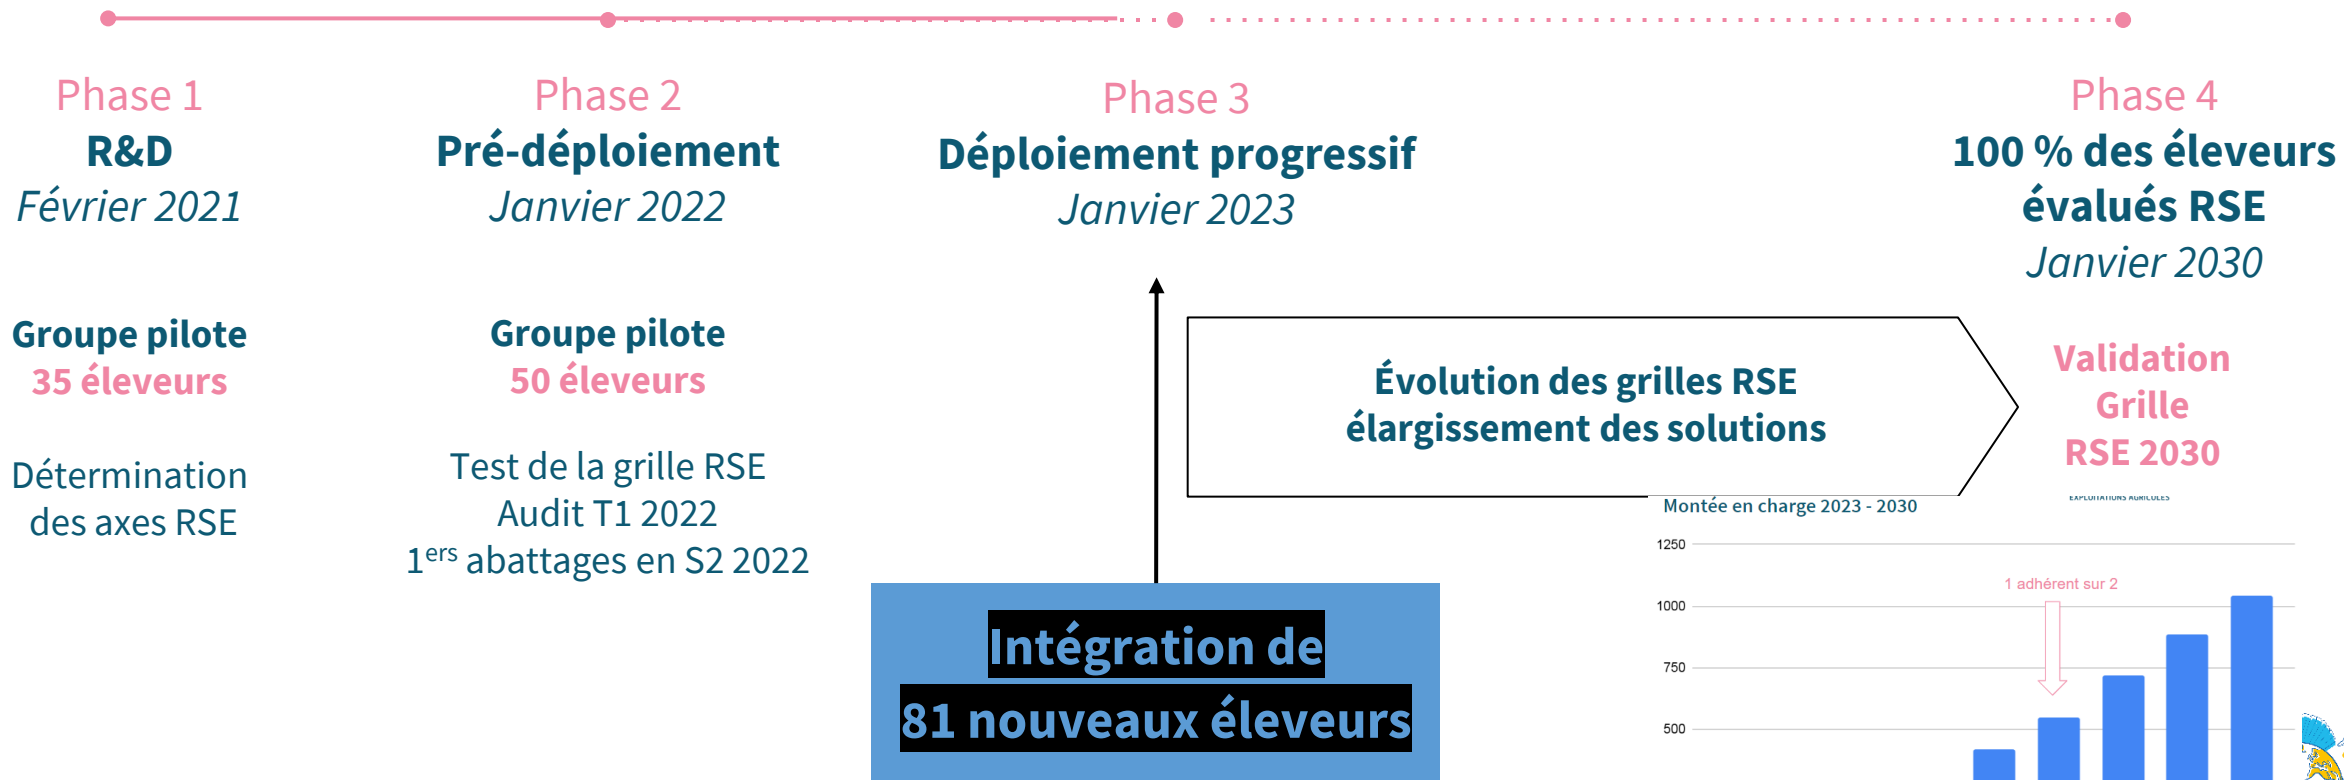 Phase 1
R&D
Février 2021
Groupe pilote
35 éleveurs
Détermination
des axes RSE
Phase 2
Pré-déploiement
Janvier 2022
Groupe pilote
50 éleveurs
Test de la grille RSE
Audit T1 2022
1ers abattages en S2 2022
Phase 3
Déploiement progressif
Janvier 2023
Intégration de
81 nouveaux éleveurs
Évolution des grilles RSE
élargissement des solutions
Phase 4
100 % des éleveurs
évalués RSE
Janvier 2030
Validation
Grille
RSE 2030
EXPLOITATIONS AGRICOLES
Montée en charge 2023 - 2030
1250
1 adhérent sur 2
1000
750
500